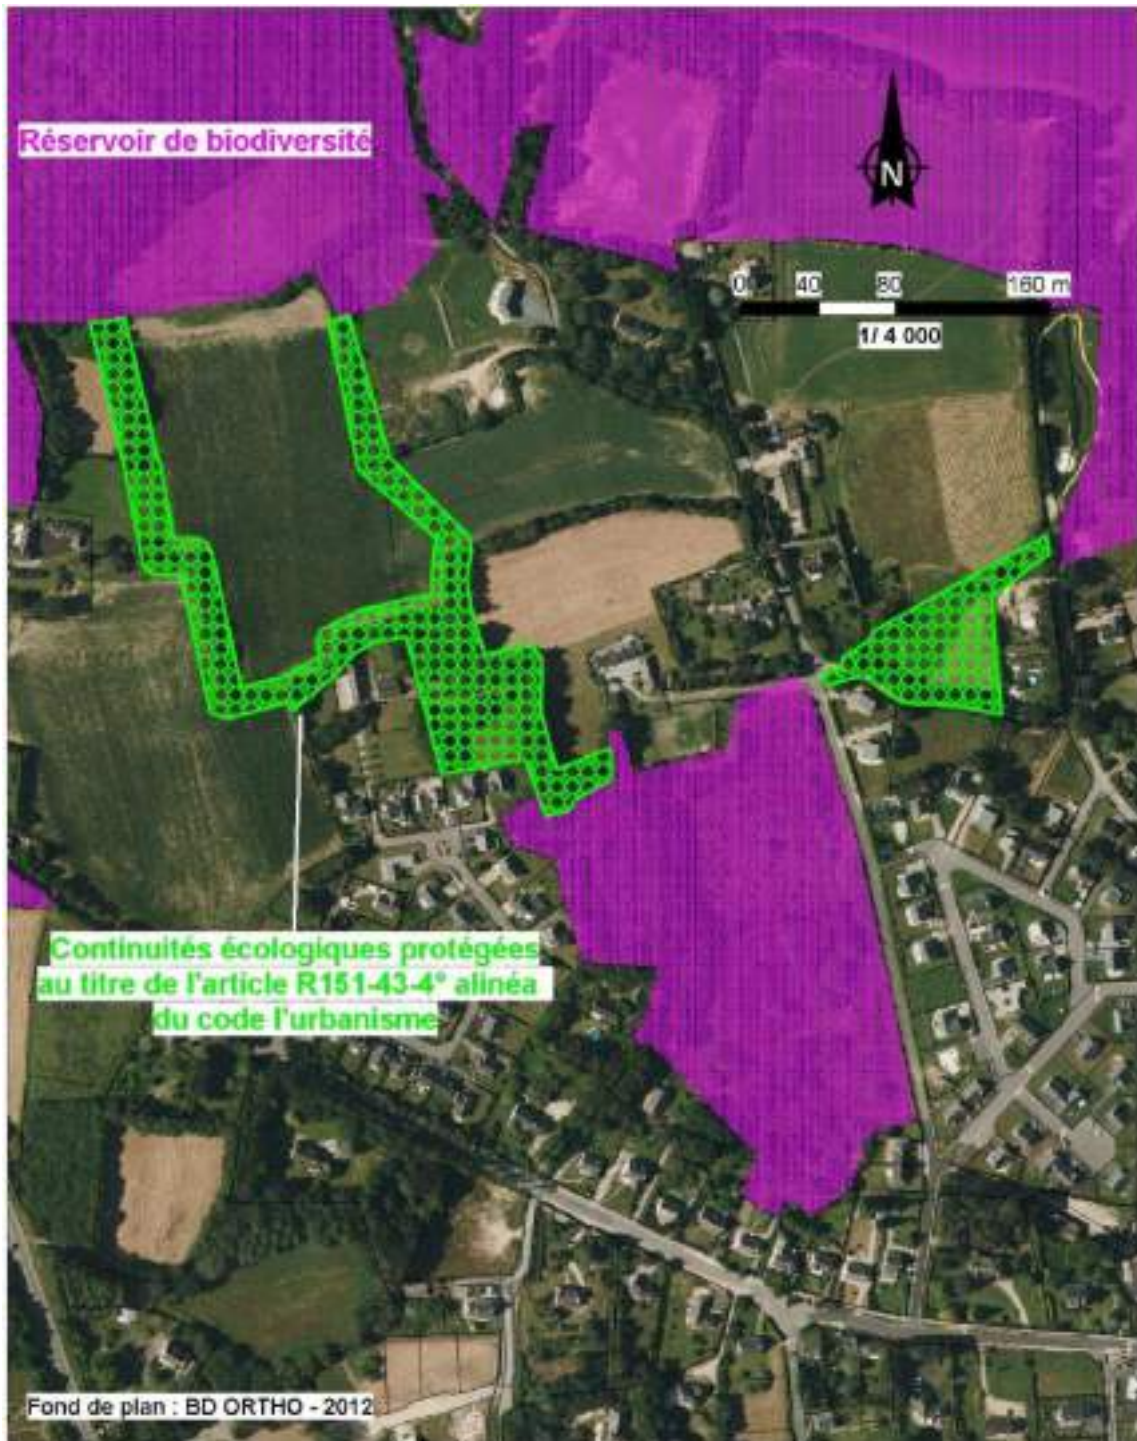 Réservoir de biodiversité
N
0 40 80 160 m
1/ 4 000
Continuités écologiques protégées
au titre de l'article R151-43-4° alinéa
du code l'urbanisme
Fond de plan : BD ORTHO - 2012